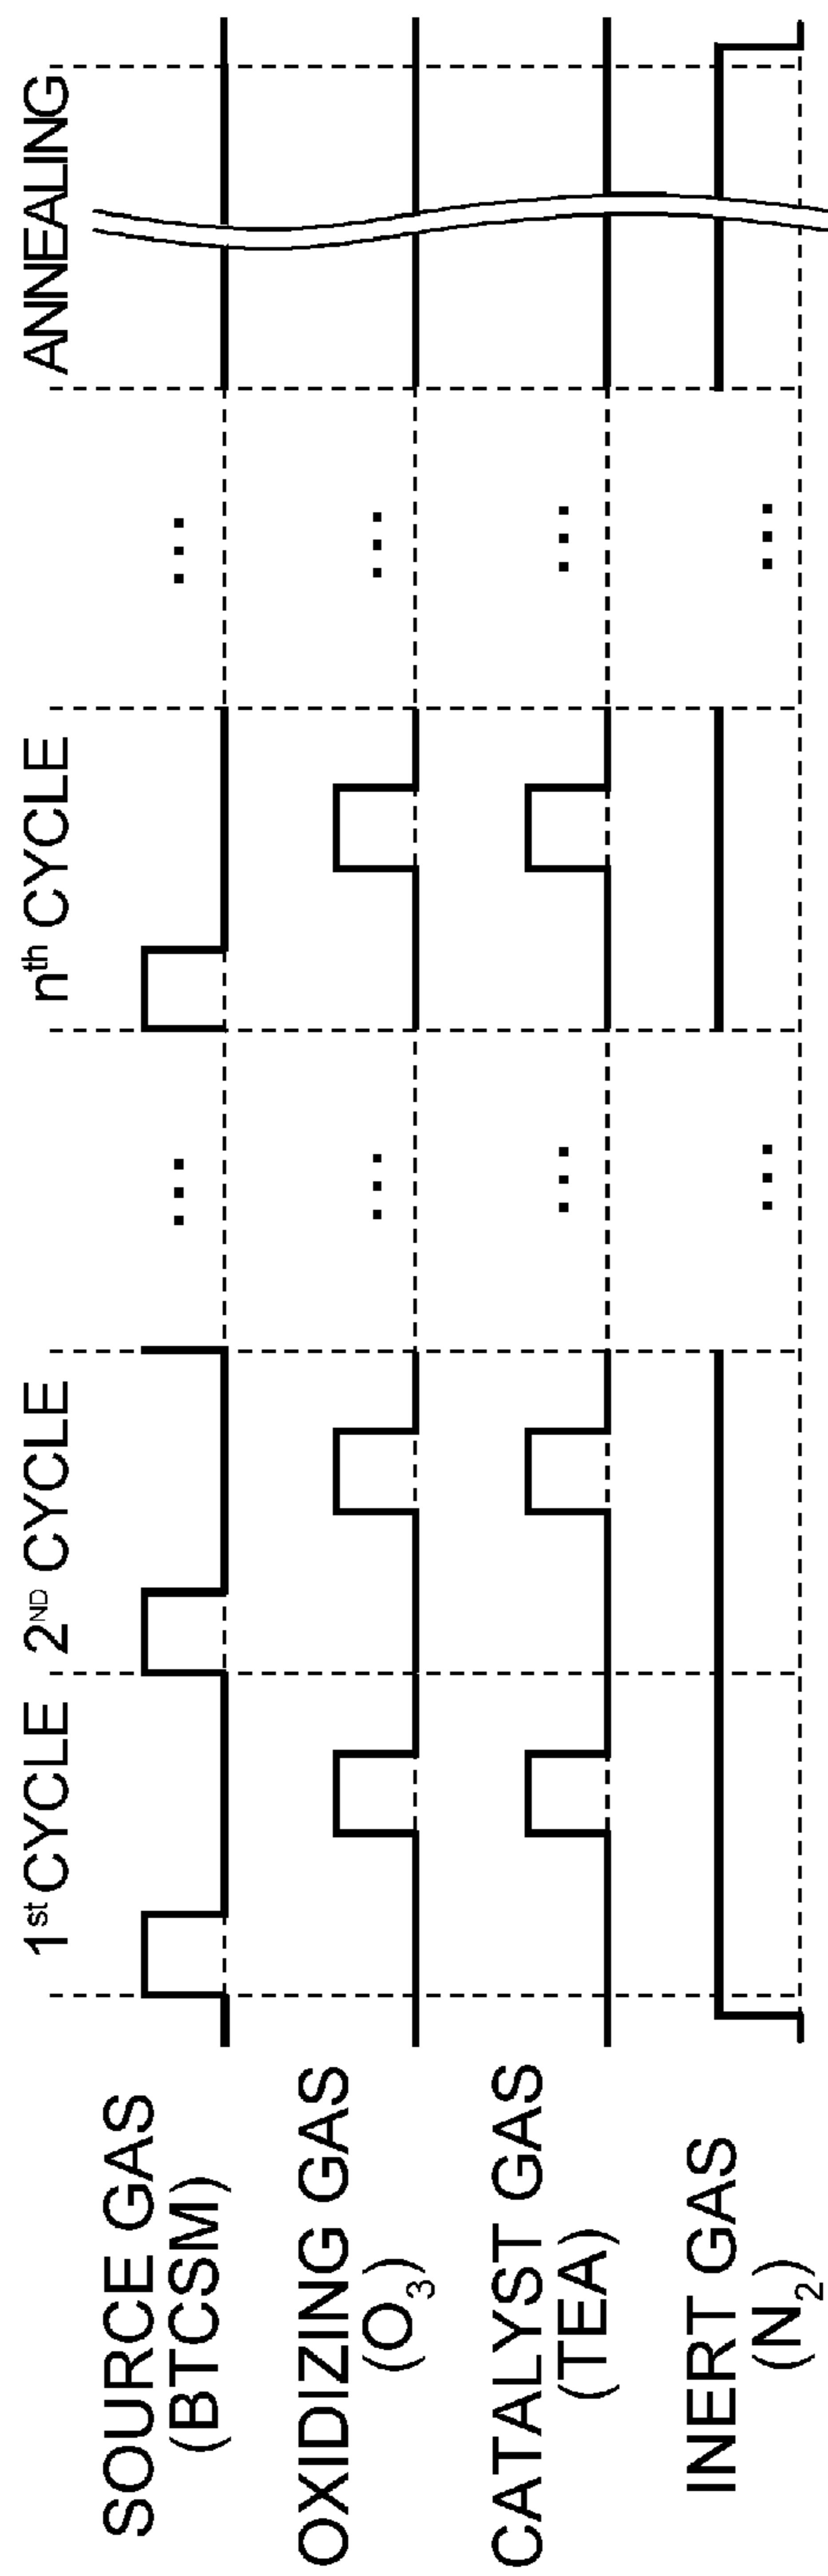 1st CYCLE
2ND CYCLE
nth CYCLE
ANNEALING
SOURCE GAS
(BTCSM)
OXIDIZING GAS
(O3)
CATALYST GAS
(TEA)
INERT GAS
(N2)